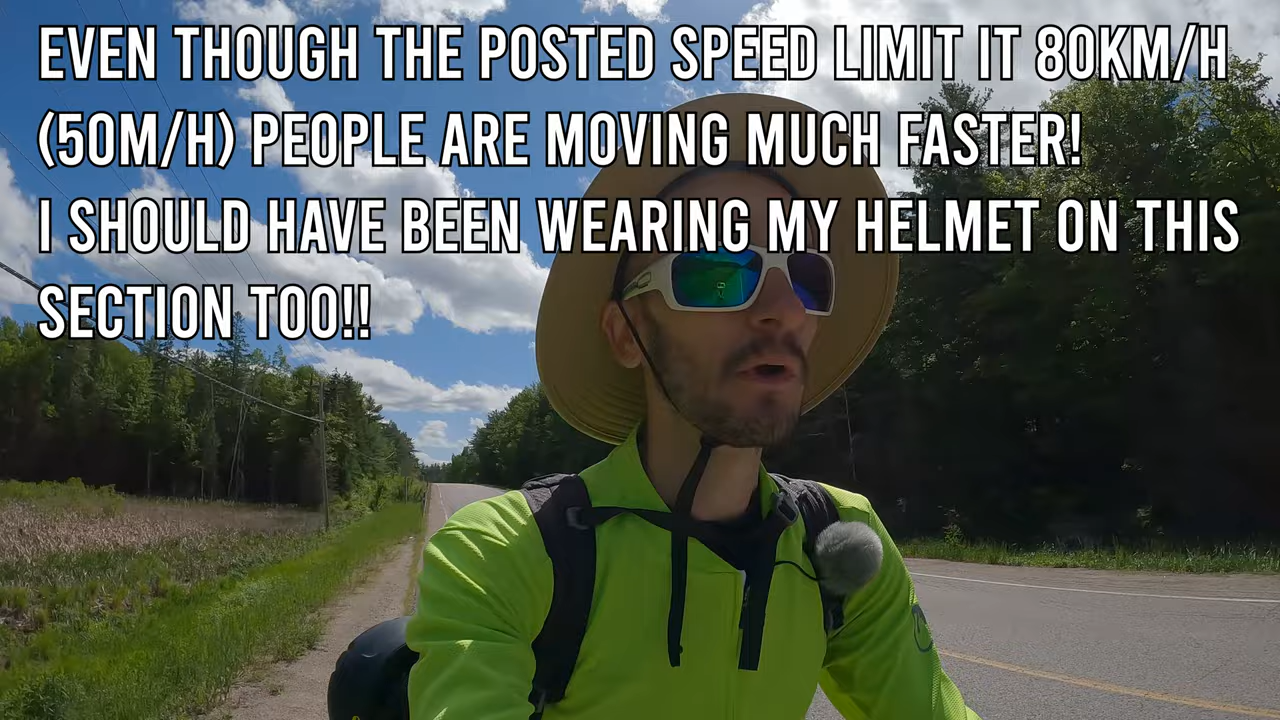 EVEN THOUGH THE POSTED SPEED LIMIT IT 80KM/H
(50M/H) PEOPLE ARE MOVING MUCH FASTER!
I SHOULD HAVE BEEN WEARING MY HELMET ON THIS
SECTION TOO!!